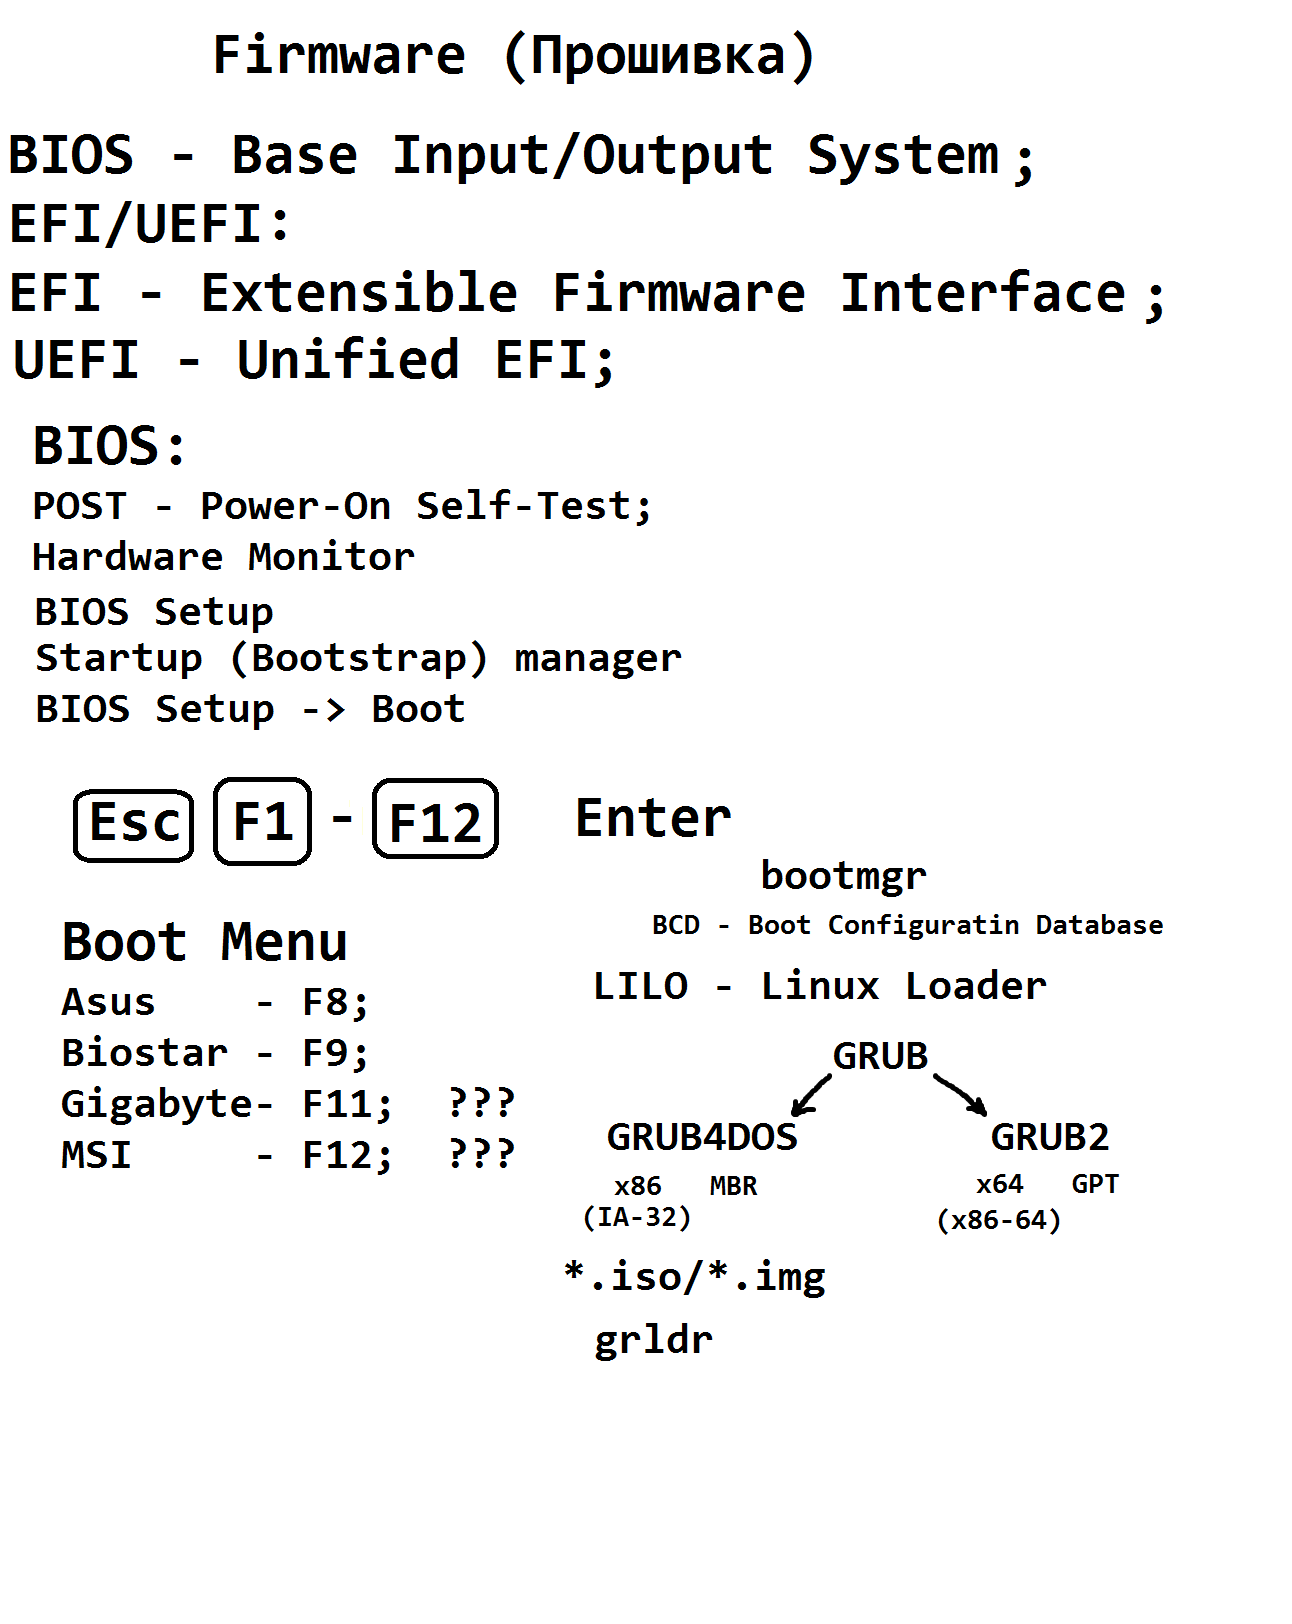 Firmware (Прошивка)
BIOS - Base Input/Output System;
EFI/UEFI:
EFI - Extensible Firmware Interface;
UEFI - Unified EFI;
BIOS:
POST - Power-On Self-Test;
Hardware Monitor
BIOS Setup
Startup (Bootstrap) manager
BIOS Setup -> Boot
Esc F1 - F12 Enter
Boot Menu
Asus - F8;
Biostar - F9;
Gigabyte- F11; ???
MSI - F12; ???
bootmgr
BCD - Boot Configuratin Database
LILO - Linux Loader
GRUB
GRUB4DOS GRUB2
x86 MBR x64 GPT
(IA-32) (x86-64)
*.iso/*.img
grldr